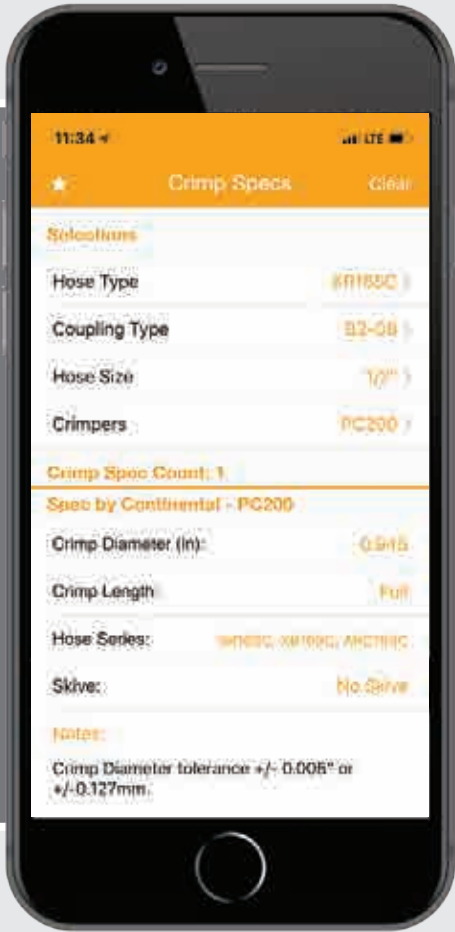 11:34
LTE
Crimp Specs
Clear
Selections
Hose Type
Coupling Type B2-08
Hose Size 1/2"
Crimpers PC200
Crimp Spec Count: 1
Spec by Continental - PC200
Crimp Diameter (in):
Crimp Length Full
Hose Series:
Skive: No Skive
Notes:
Crimp Diameter tolerance +/- 0.005" or
+/-0.127mm.